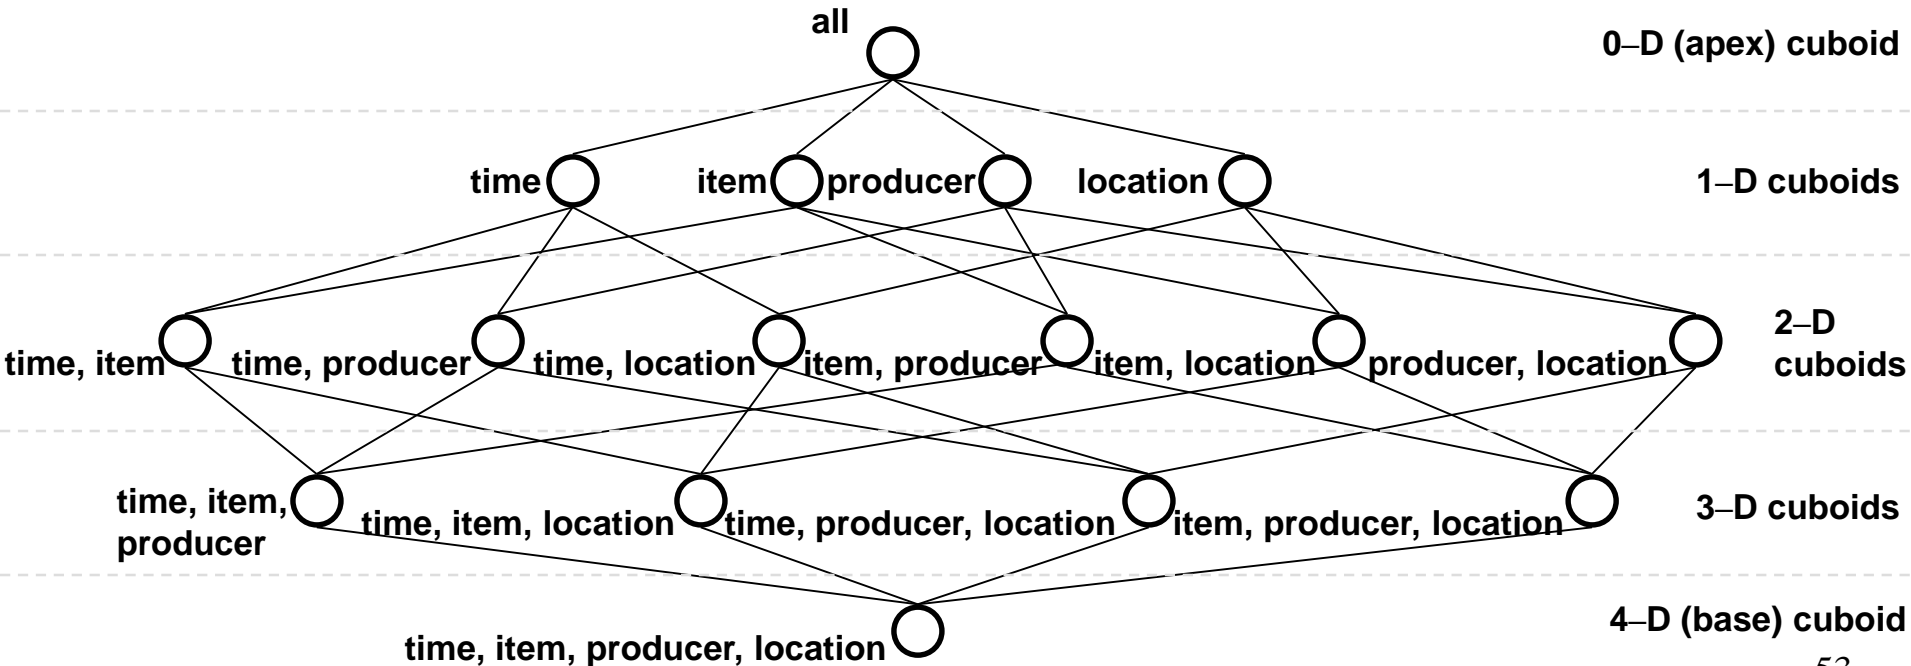 all
0–D (apex) cuboid
time
item
producer
location
1–D cuboids
time, item
time, producer
time, location
item, producer
item, location
producer, location
2–D
cuboids
time, item,
producer
time, item, location
time, producer, location
item, producer, location
3–D cuboids
time, item, producer, location
4–D (base) cuboid